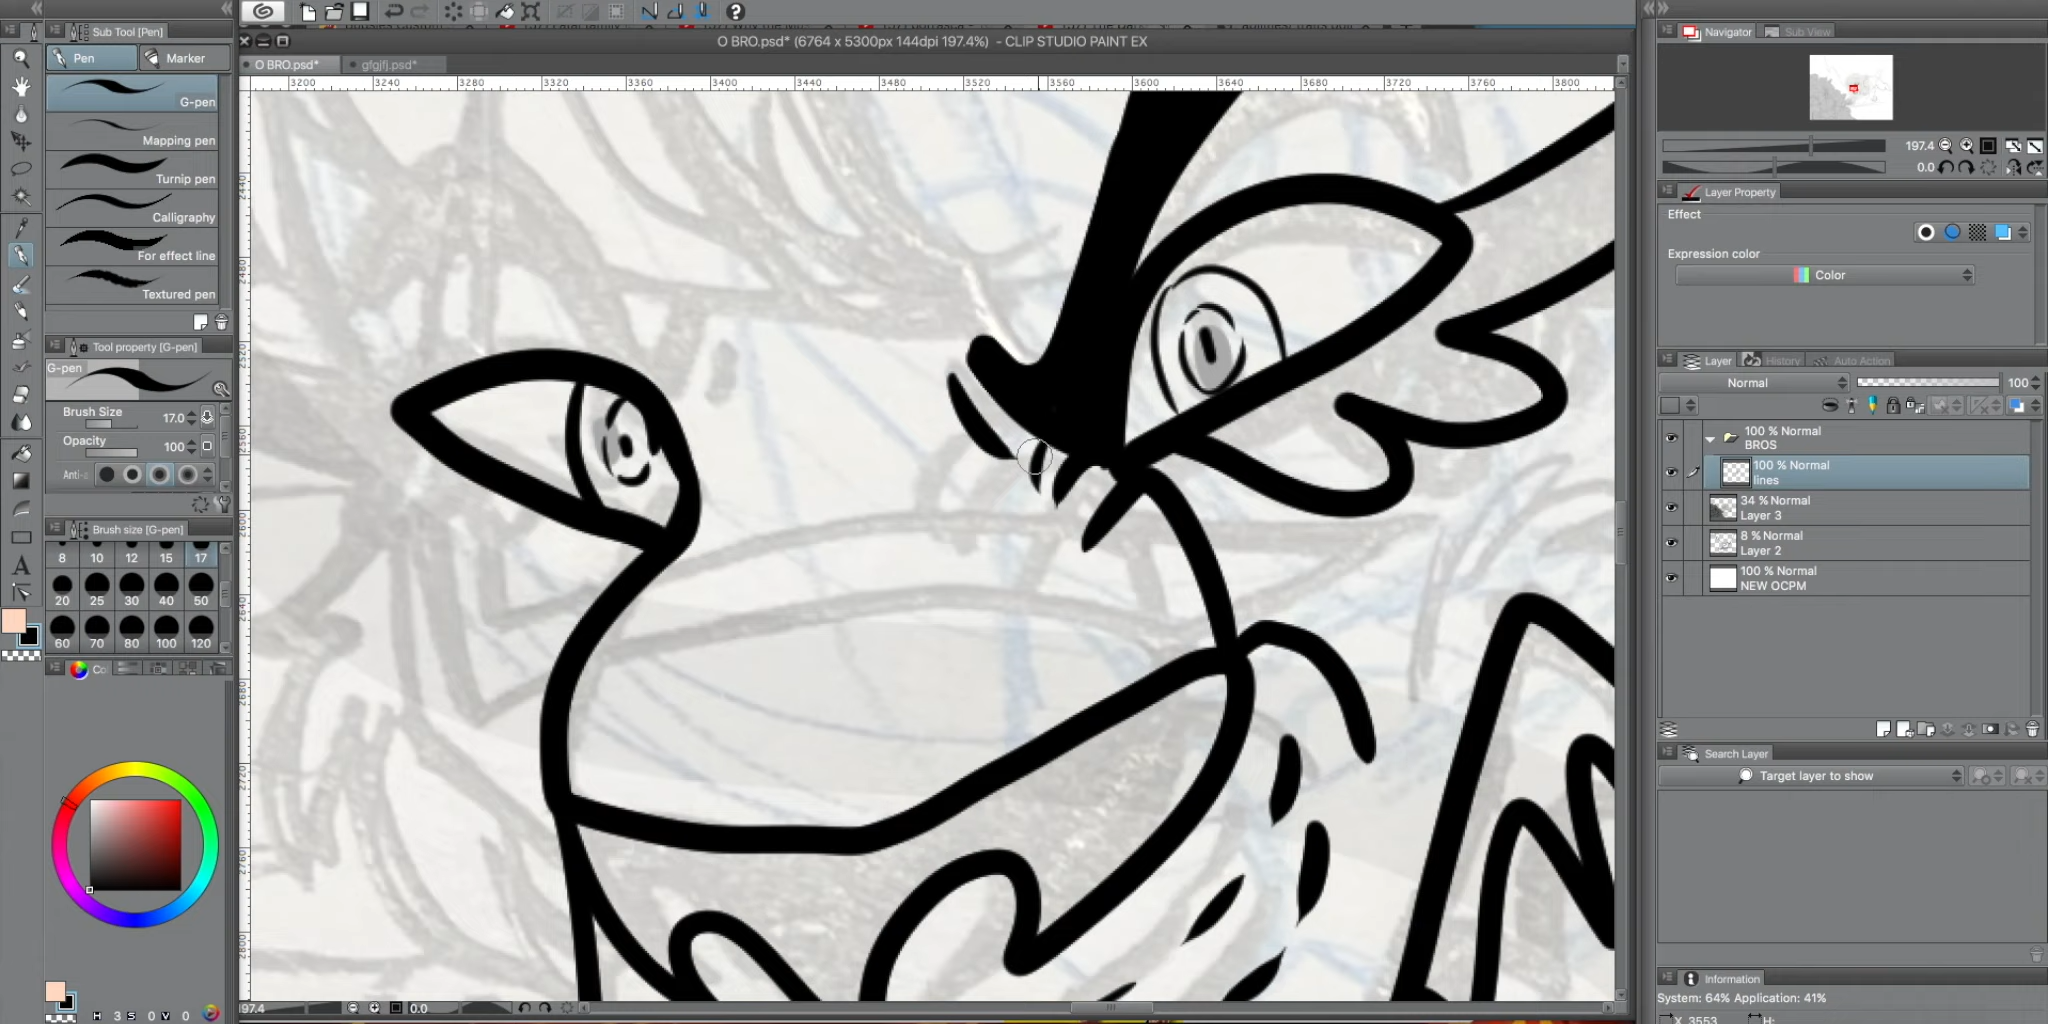 Sub Tool [Pen]
Pen
Marker
G-pen
Mapping pen
Turnip pen
Calligraphy
For effect line
Textured pen
Tool property [G-pen]
G-pen
Brush Size
17.0
Opacity
100
Anti-a
Brush size [G-pen]
8 10 12 15 17
20 25 30 40 50
60 70 80 100 120
Co
H 3 S 0 V 0
O BRO.psd* (6764 x 5300px 144dpi 197.4%) - CLIP STUDIO PAINT EX
O BRO.psd*
gfgjfj.psd*
3200 3240 3280 3320 3360 3400 3440 3480 3520 3560 3600 3640 3680 3720 3760 3800
197.4
0.0
Navigator
Sub View
197.4
0.0
Layer Property
Effect
Expression color
Color
Layer
History
Auto Action
Normal
100
100 % Normal
BROS
100 % Normal
lines
34 % Normal
Layer 3
8 % Normal
Layer 2
100 % Normal
NEW OCPM
Search Layer
Target layer to show
Information
System: 64% Application: 41%
X 3553
H: